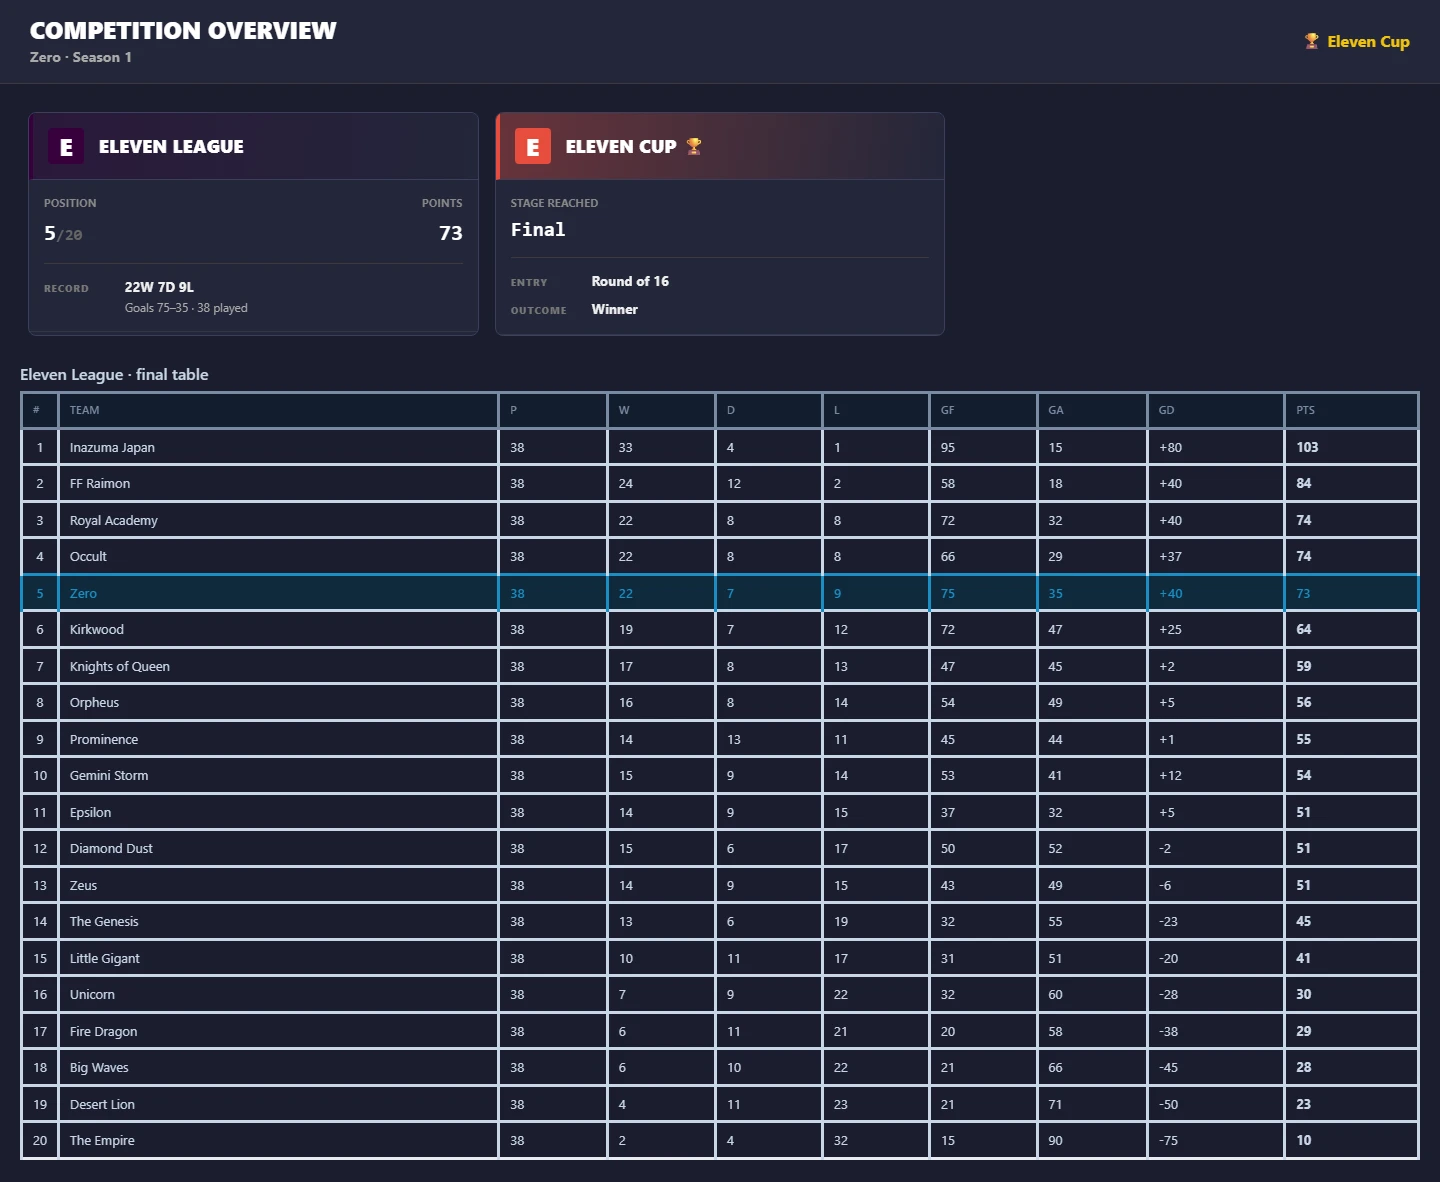 COMPETITION OVERVIEW
Zero · Season 1
🏆 Eleven Cup
E ELEVEN LEAGUE
POSITION POINTS
5/20 73
RECORD 22W 7D 9L
Goals 75–35 · 38 played
E ELEVEN CUP 🏆
STAGE REACHED
Final
ENTRY Round of 16
OUTCOME Winner
Eleven League · final table
# TEAM P W D L GF GA GD PTS
1 Inazuma Japan 38 33 4 1 95 15 +80 103
2 FF Raimon 38 24 12 2 58 18 +40 84
3 Royal Academy 38 22 8 8 72 32 +40 74
4 Occult 38 22 8 8 66 29 +37 74
5 Zero 38 22 7 9 75 35 +40 73
6 Kirkwood 38 19 7 12 72 47 +25 64
7 Knights of Queen 38 17 8 13 47 45 +2 59
8 Orpheus 38 16 8 14 54 49 +5 56
9 Prominence 38 14 13 11 45 44 +1 55
10 Gemini Storm 38 15 9 14 53 41 +12 54
11 Epsilon 38 14 9 15 37 32 +5 51
12 Diamond Dust 38 15 6 17 50 52 -2 51
13 Zeus 38 14 9 15 43 49 -6 51
14 The Genesis 38 13 6 19 32 55 -23 45
15 Little Gigant 38 10 11 17 31 51 -20 41
16 Unicorn 38 7 9 22 32 60 -28 30
17 Fire Dragon 38 6 11 21 20 58 -38 29
18 Big Waves 38 6 10 22 21 66 -45 28
19 Desert Lion 38 4 11 23 21 71 -50 23
20 The Empire 38 2 4 32 15 90 -75 10